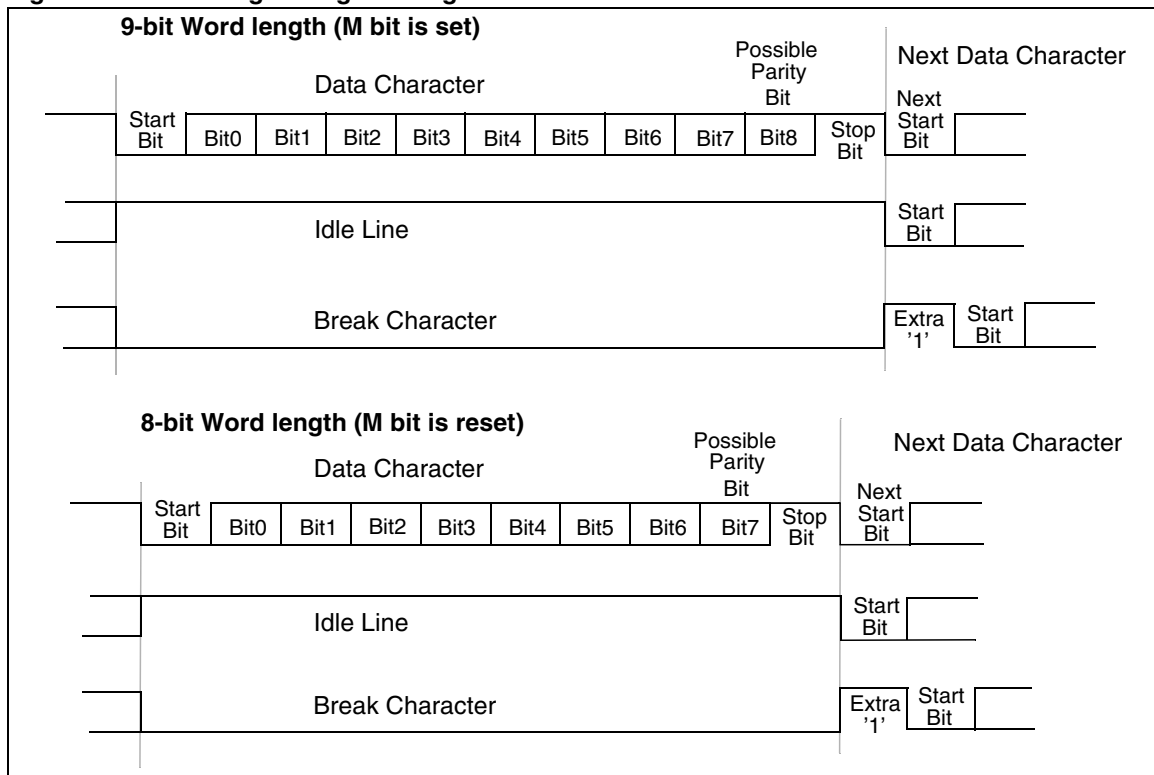 9-bit Word length (M bit is set)
Possible
Parity
Bit
Next Data Character
Data Character
Start
Bit
Bit0
Bit1
Bit2
Bit3
Bit4
Bit5
Bit6
Bit7
Bit8
Stop
Bit
Next
Start
Bit
Idle Line
Start
Bit
Break Character
Extra
'1'
Start
Bit
8-bit Word length (M bit is reset)
Possible
Parity
Bit
Next Data Character
Data Character
Start
Bit
Bit0
Bit1
Bit2
Bit3
Bit4
Bit5
Bit6
Bit7
Stop
Bit
Next
Start
Bit
Idle Line
Start
Bit
Break Character
Extra
'1'
Start
Bit